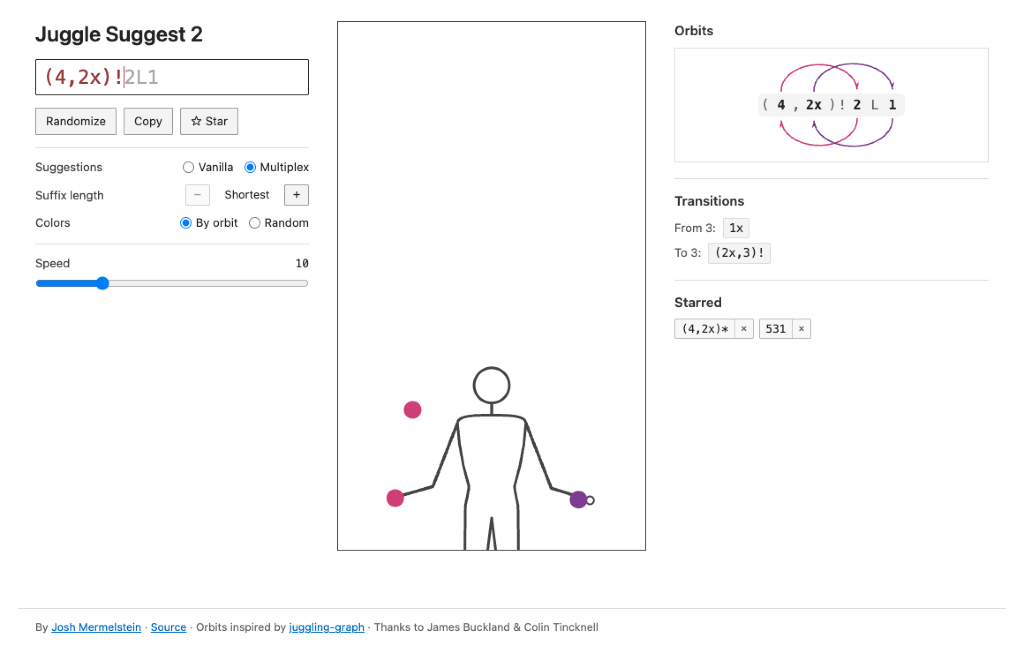 Juggle Suggest 2
(4,2x)!2L1
Randomize Copy ☆ Star
Suggestions Vanilla Multiplex
Suffix length − Shortest +
Colors By orbit Random
Speed 10
Orbits
( 4 , 2x )! 2 L 1
Transitions
From 3: 1x
To 3: (2x,3)!
Starred
(4,2x)* × 531 ×
By Josh Mermelstein · Source · Orbits inspired by juggling-graph · Thanks to James Buckland & Colin Tincknell